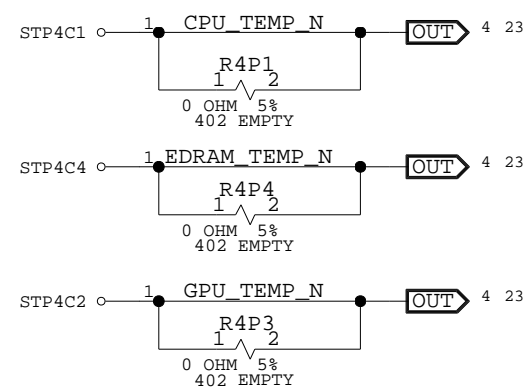 STP4C1 1 CPU_TEMP_N OUT 4 23
R4P1
1 2
0 OHM 5%
402 EMPTY
STP4C4 1 EDRAM_TEMP_N OUT 4 23
R4P4
1 2
0 OHM 5%
402 EMPTY
STP4C2 1 GPU_TEMP_N OUT 4 23
R4P3
1 2
0 OHM 5%
402 EMPTY